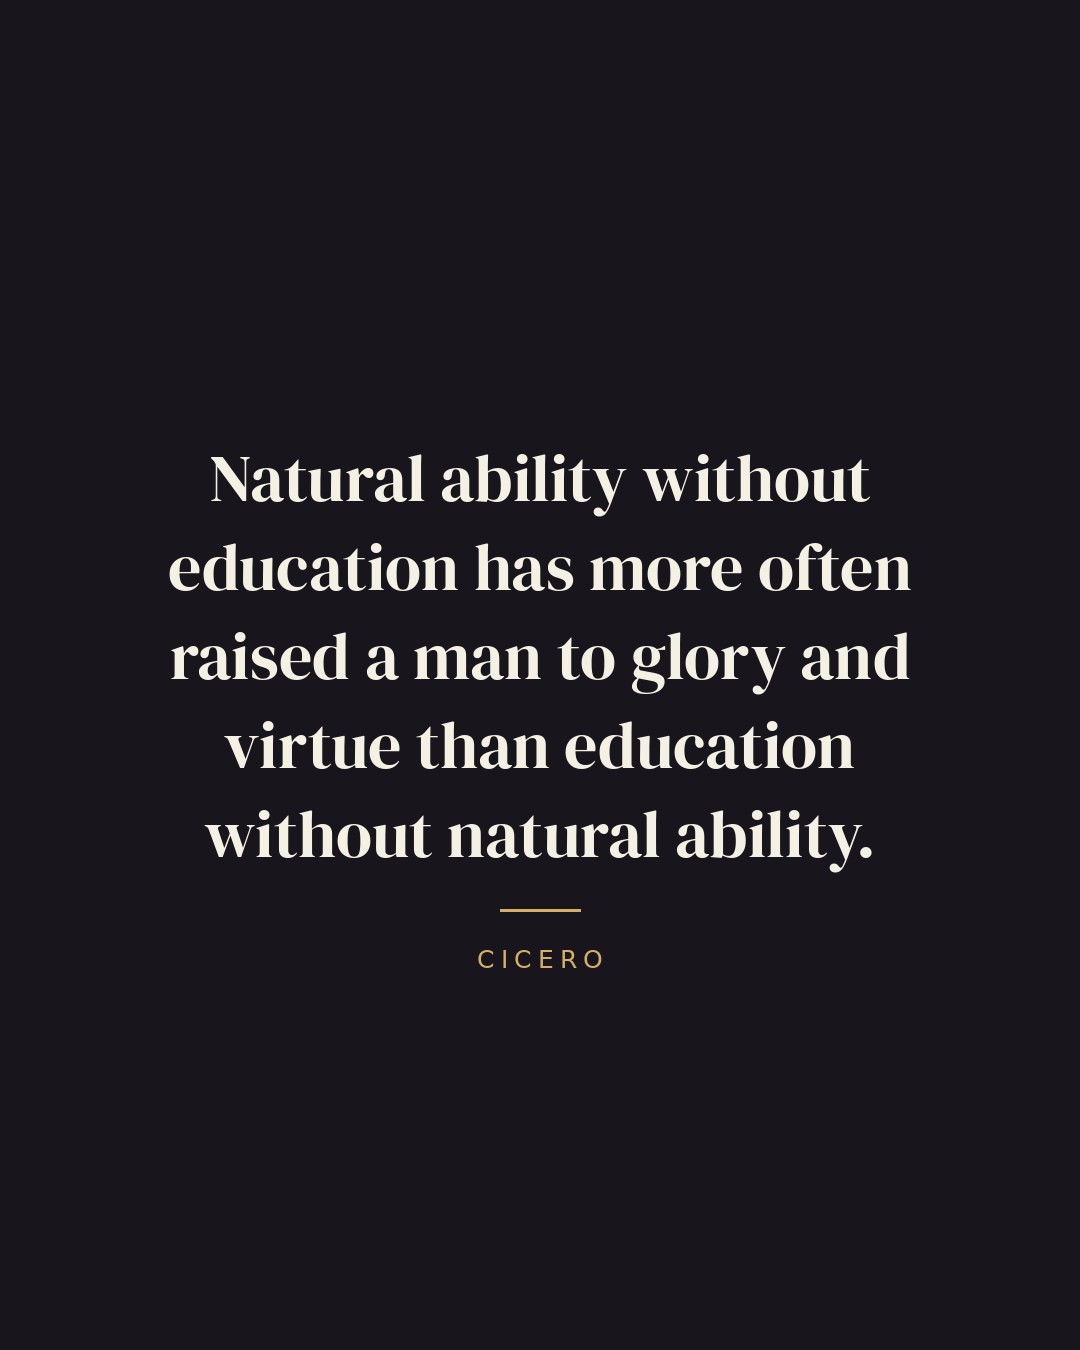 Natural ability without
education has more often
raised a man to glory and
virtue than education
without natural ability.
CICERO